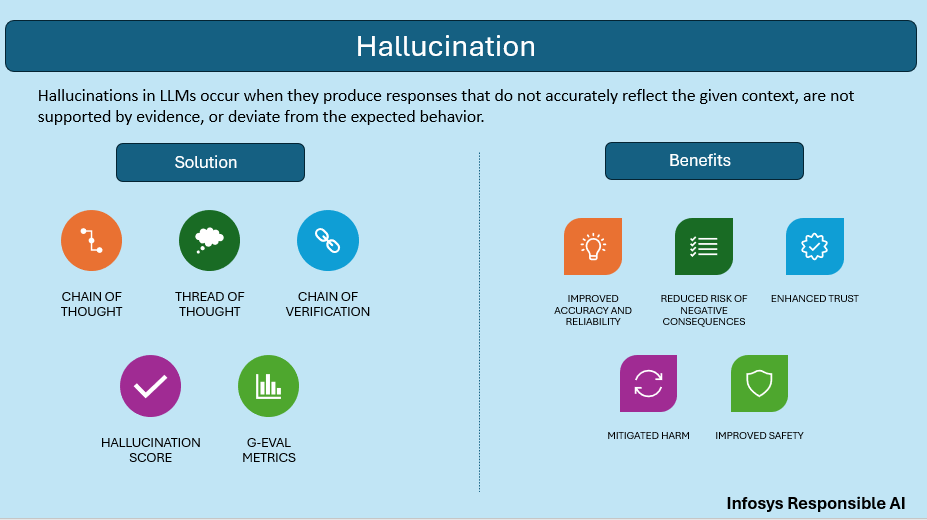 Hallucination
Hallucinations in LLMs occur when they produce responses that do not accurately reflect the given context, are not
supported by evidence, or deviate from the expected behavior.
Solution
CHAIN OF
THOUGHT
THREAD OF
THOUGHT
CHAIN OF
VERIFICATION
HALLUCINATION
SCORE
G-EVAL
METRICS
Benefits
IMPROVED
ACCURACY AND
RELIABILITY
REDUCED RISK OF
NEGATIVE
CONSEQUENCES
ENHANCED TRUST
MITIGATED HARM
IMPROVED SAFETY
Infosys Responsible AI